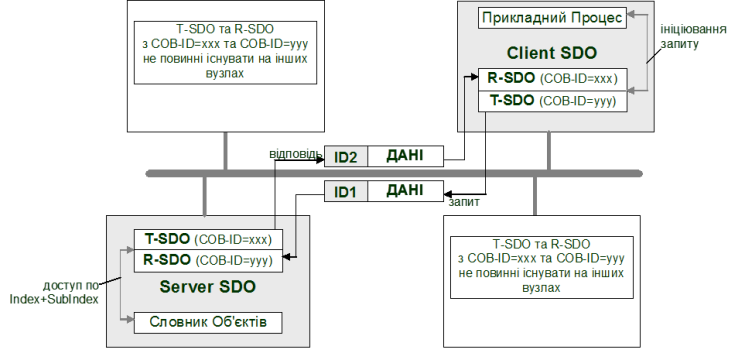 T-SDO та R-SDO
з COB-ID=xxx та COB-ID=yyy
не повинні існувати на інших
вузлах
Прикладний Процес
Client SDO
R-SDO (COB-ID=xxx)
T-SDO (COB-ID=yyy)
ініціювання
запиту
відповідь
ID2 ДАНІ
ID1 ДАНІ
запит
T-SDO (COB-ID=xxx)
R-SDO (COB-ID=yyy)
Server SDO
Словник Об'єктів
доступ по
Index+SubIndex
T-SDO та R-SDO
з COB-ID=xxx та COB-ID=yyy
не повинні існувати на інших
вузлах